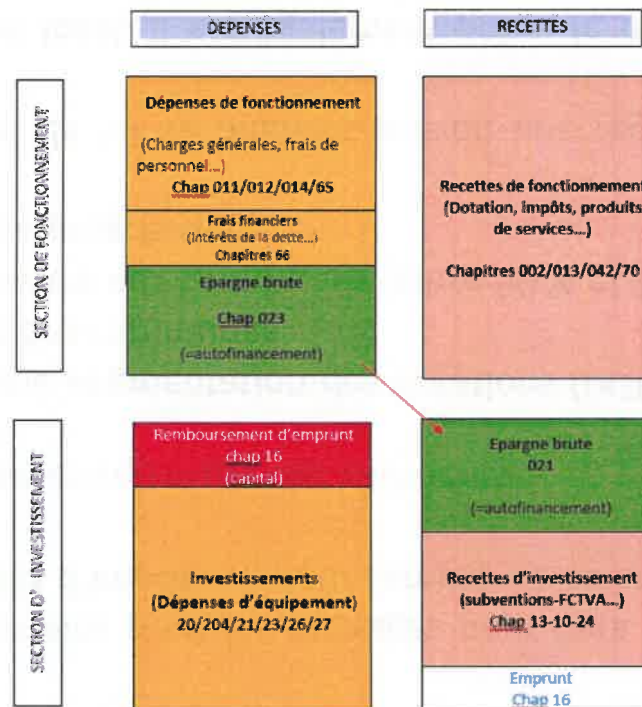 DEPENSES
RECETTES
SECTION DE FONCTIONNEMENT
Dépenses de fonctionnement
(Charges générales, frais de
personnel...)
Chap 011/012/014/65
Frais financiers
(intérêts de la dette...)
Chapitres 66
Epargne brute
Chap 023
(=autofinancement)
Recettes de fonctionnement
(Dotation, impôts, produits
de services...)
Chapitres 002/013/042/70
SECTION D' INVESTISSEMENT
Remboursement d'emprunt
chap 16
(capital)
Investissements
(Dépenses d'équipement)
20/204/21/23/26/27
Epargne brute
021
(=autofinancement)
Recettes d'investissement
(subventions-FCTVA...)
Chap 13-10-24
Emprunt
Chap 16